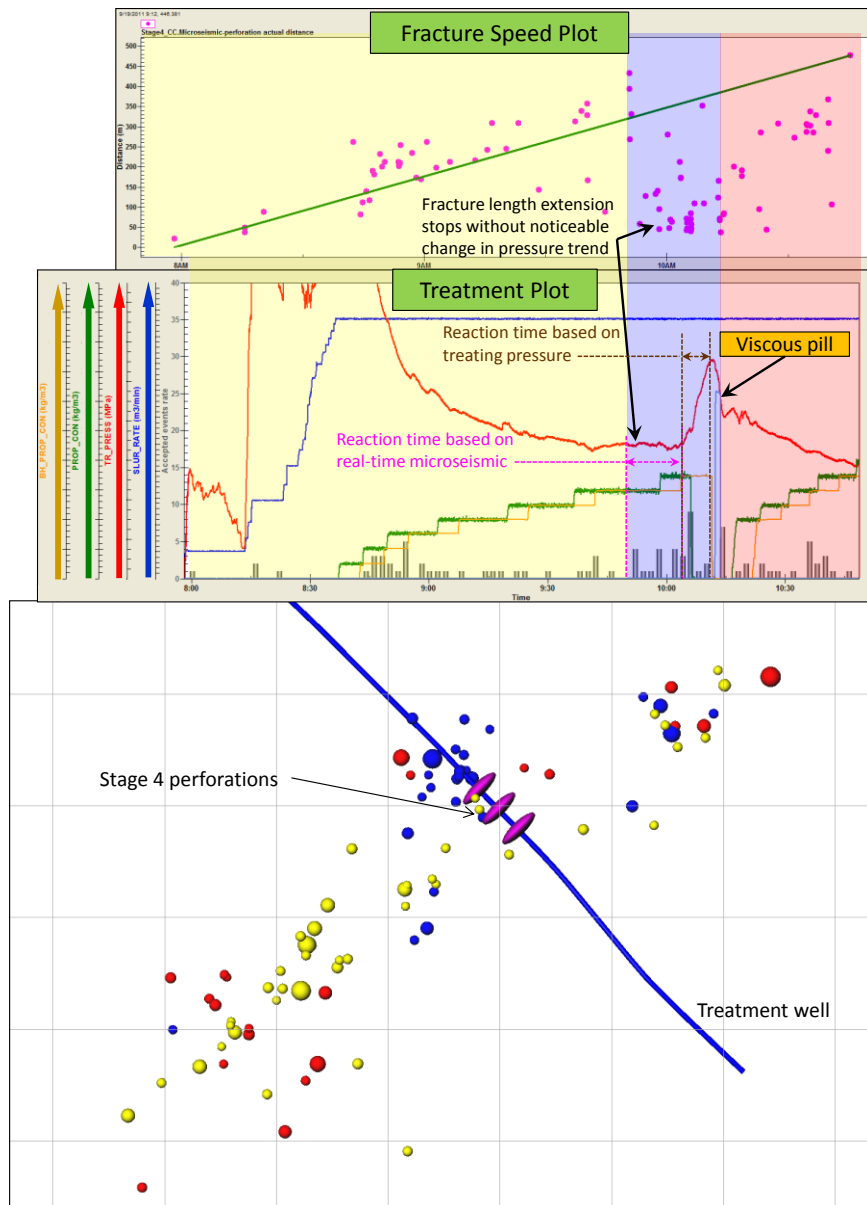 9/19/2011 9:12, 446.381
Stage4_CC.Microseismic-perforation actual distance
Fracture Speed Plot
Distance (m)
500
450
400
350
300
250
200
150
100
50
0
8AM
9AM
10AM
Fracture length extension
stops without noticeable
change in pressure trend
Treatment Plot
BH_PROP_CON (kg/m3)
PROP_CON (kg/m3)
TR_PRESS (MPa)
SLUR_RATE (m3/min)
Accepted events rate
40
35
30
25
20
15
10
5
0
Reaction time based on
treating pressure
Viscous pill
Reaction time based on
real-time microseismic
8:00
8:30
9:00
9:30
10:00
10:30
Time
Stage 4 perforations
Treatment well